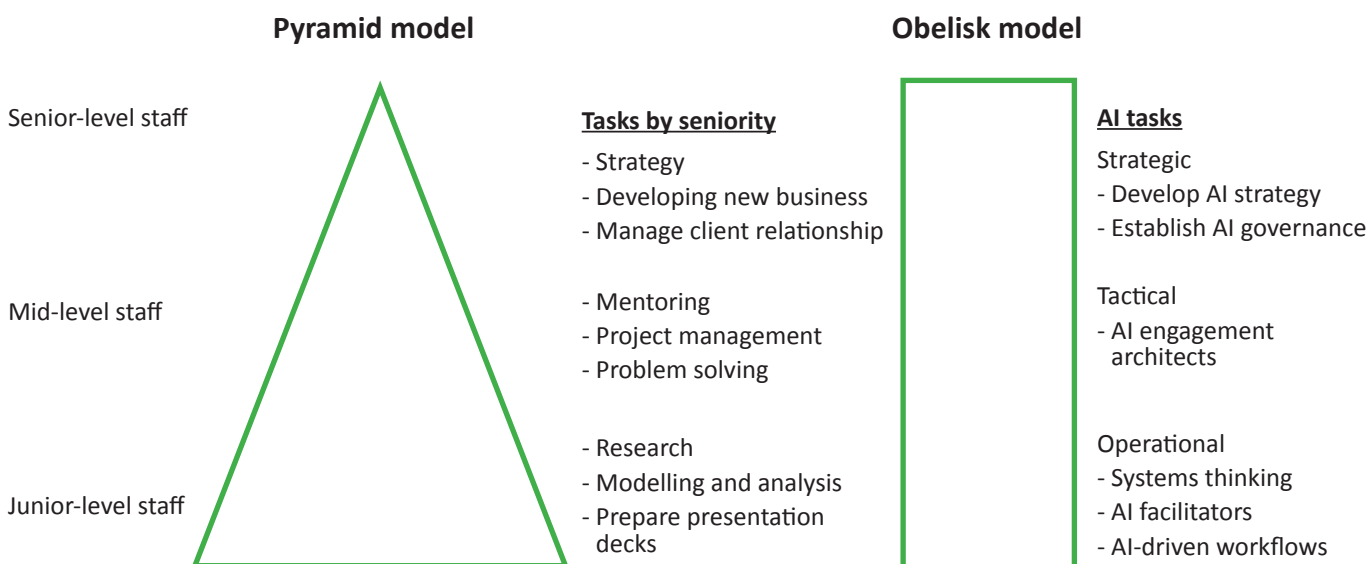 Pyramid model
Obelisk model
Senior-level staff
Tasks by seniority
- Strategy
- Developing new business
- Manage client relationship
AI tasks
Strategic
- Develop AI strategy
- Establish AI governance
Mid-level staff
- Mentoring
- Project management
- Problem solving
Tactical
- AI engagement
architects
Junior-level staff
- Research
- Modelling and analysis
- Prepare presentation
decks
Operational
- Systems thinking
- AI facilitators
- AI-driven workflows